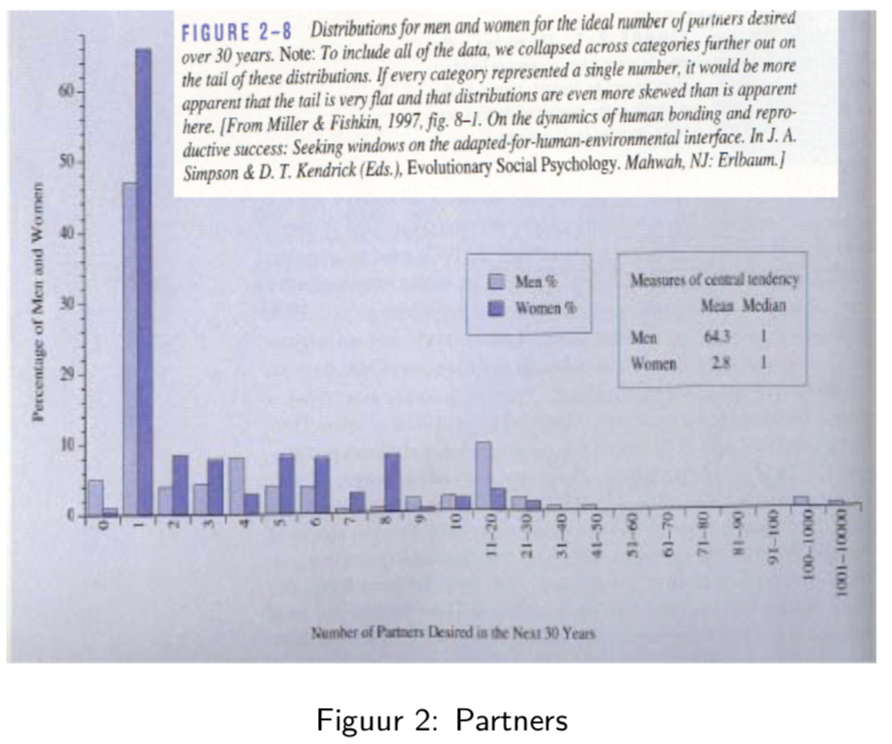 FIGURE 2–8 Distributions for men and women for the ideal number of partners desired
over 30 years. Note: To include all of the data, we collapsed across categories further out on
the tail of these distributions. If every category represented a single number, it would be more
apparent that the tail is very flat and that distributions are even more skewed than is apparent
here. [From Miller & Fishkin, 1997, fig. 8–1. On the dynamics of human bonding and repro-
ductive success: Seeking windows on the adapted-for-human-environmental interface. In J. A.
Simpson & D. T. Kendrick (Eds.), Evolutionary Social Psychology. Mahwah, NJ: Erlbaum.]
Percentage of Men and Women
60
50
40
30
29
10
0
Men %
Women %
Measures of central tendency
Mean Median
Men 64.3 1
Women 2.8 1
0 1 2 3 4 5 6 7 8 9 10 11–20 21–30 31–40 41–50 51–60 61–70 71–80 81–90 91–100 100–1000 1001–10000
Number of Partners Desired in the Next 30 Years
Figuur 2: Partners